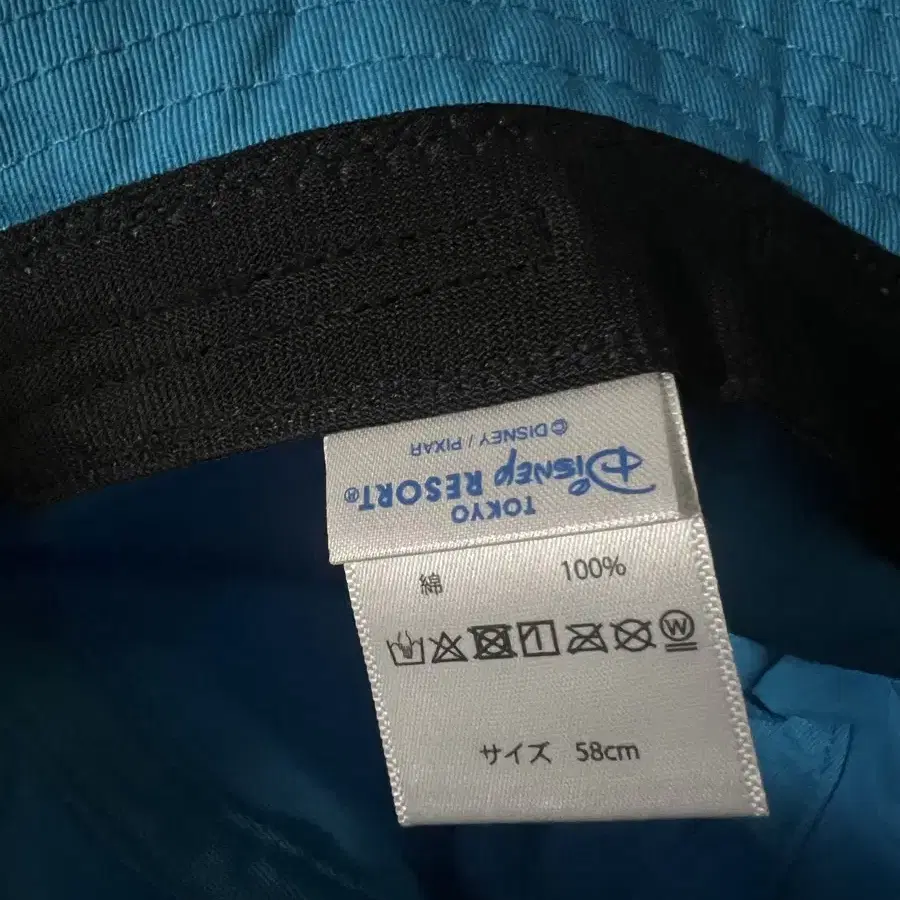 TOKYO
DISNEY RESORT®
© DISNEY / PIXAR
綿 100%
W
サイズ 58cm